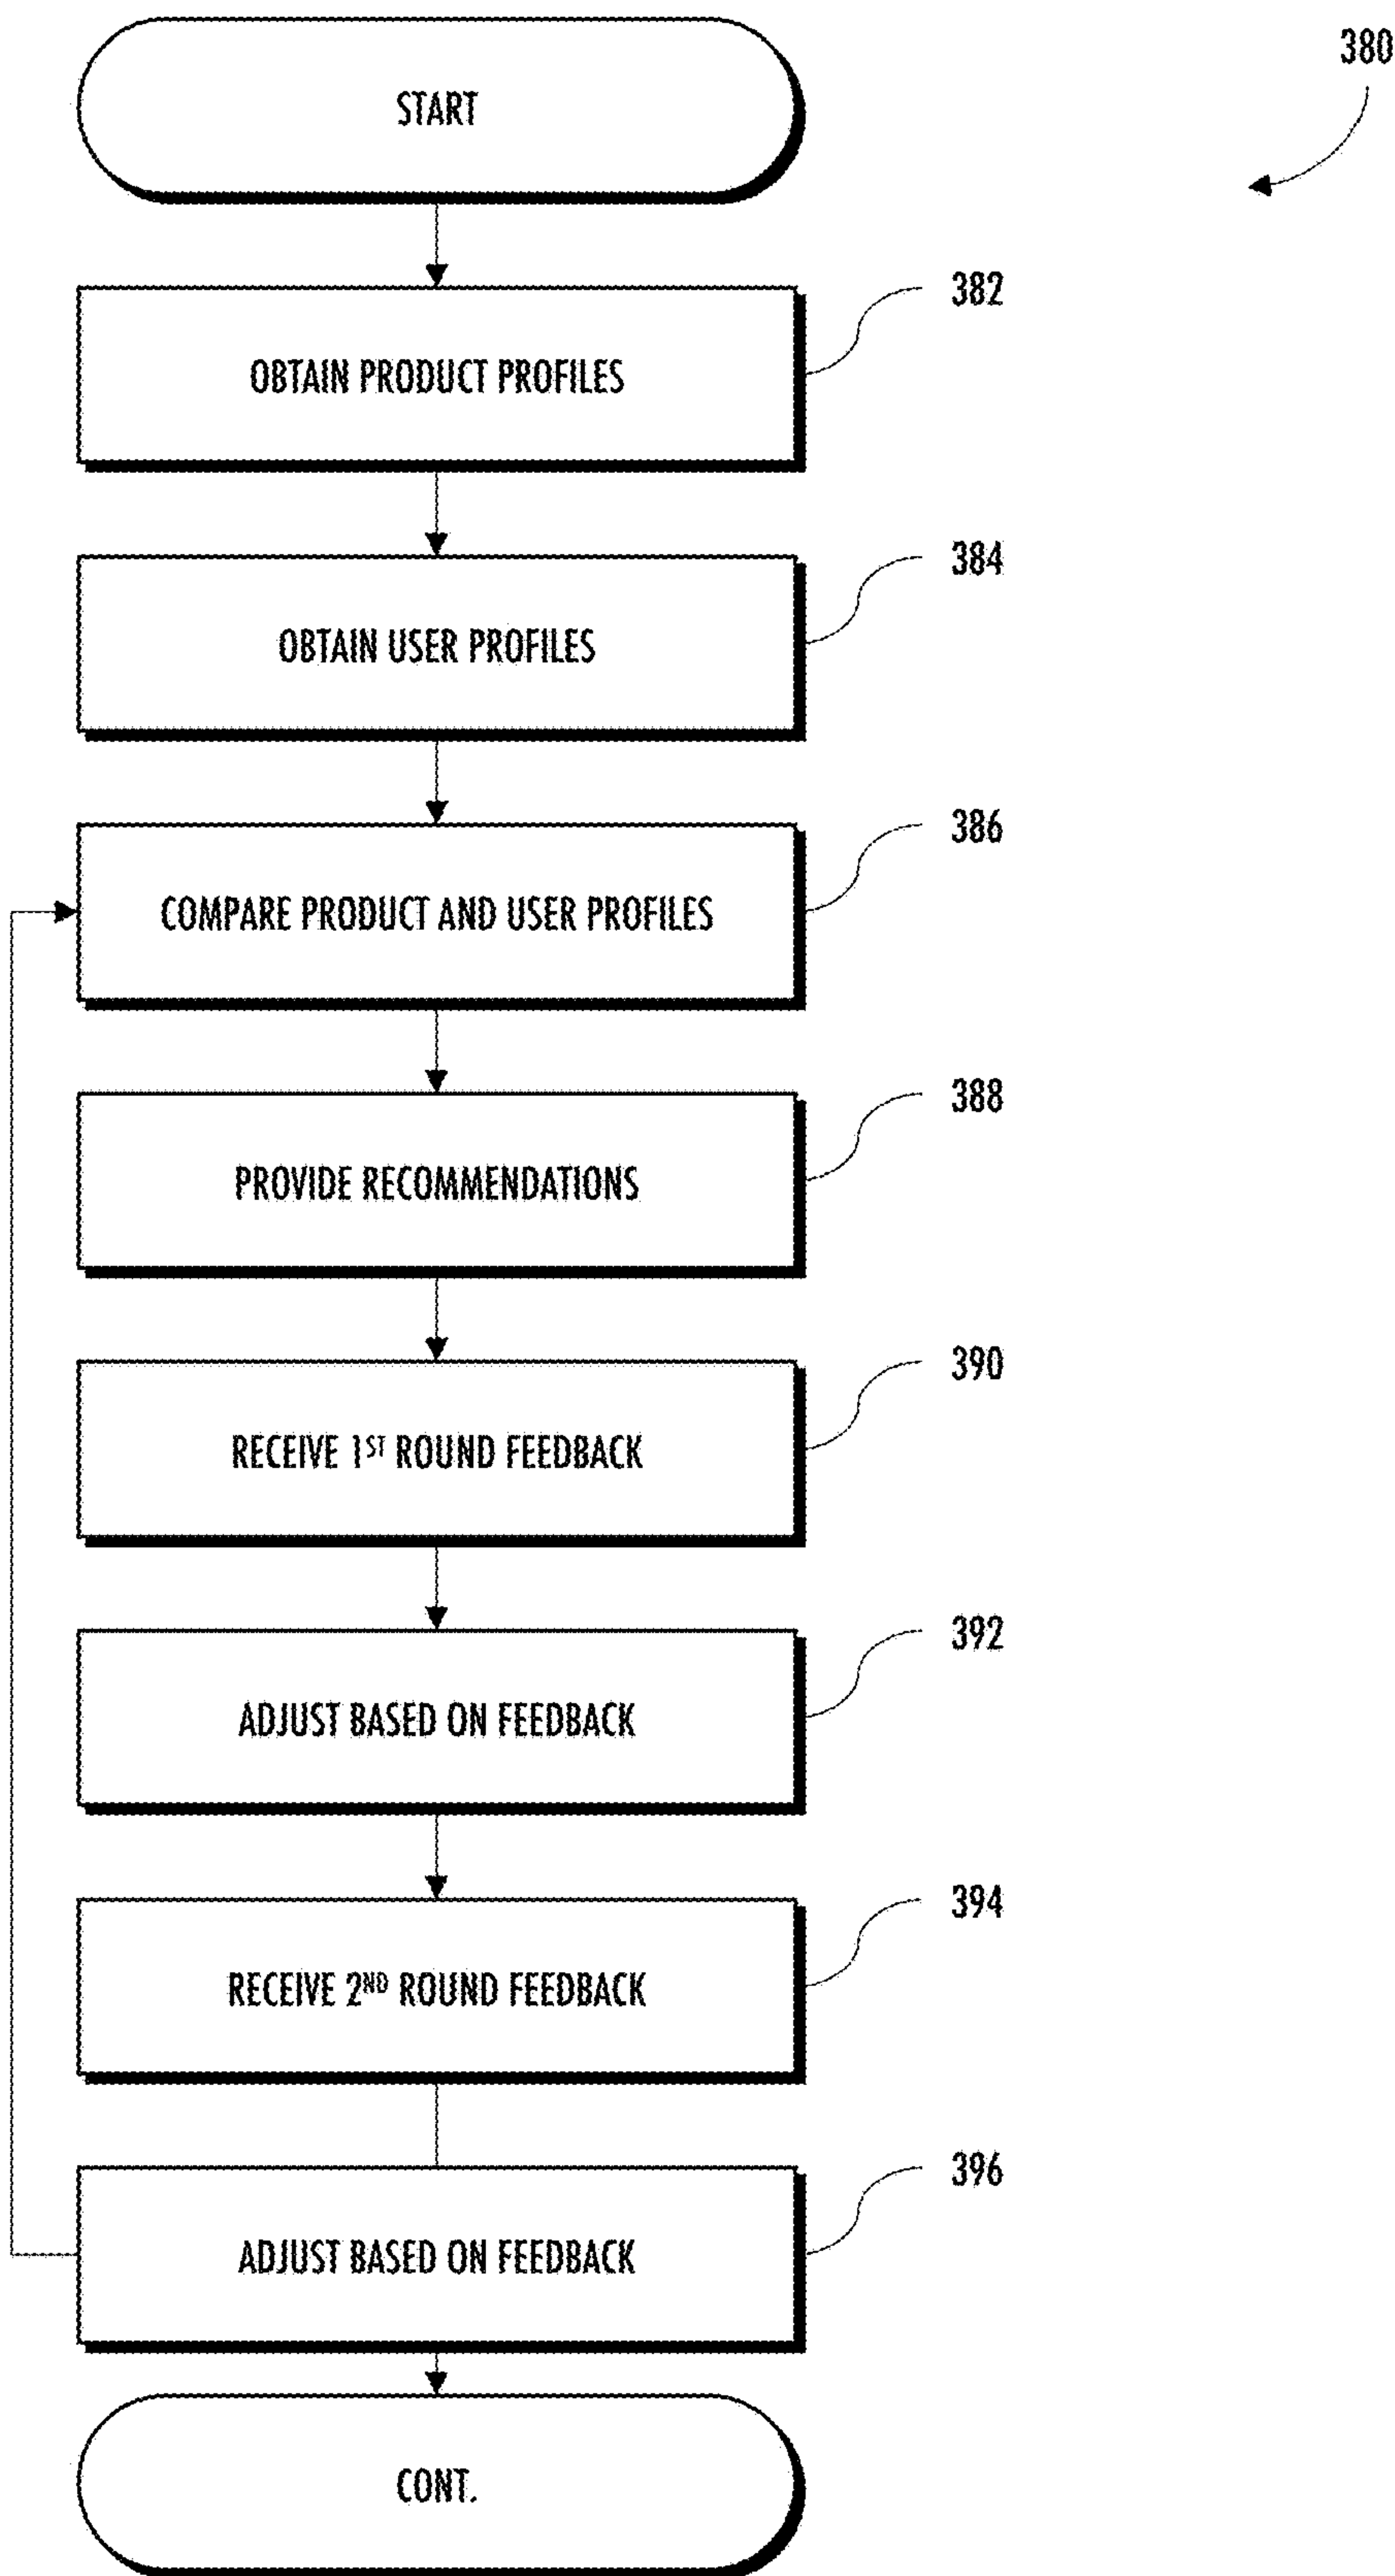 380
START
382
OBTAIN PRODUCT PROFILES
384
OBTAIN USER PROFILES
386
COMPARE PRODUCT AND USER PROFILES
388
PROVIDE RECOMMENDATIONS
390
RECEIVE 1ST ROUND FEEDBACK
392
ADJUST BASED ON FEEDBACK
394
RECEIVE 2ND ROUND FEEDBACK
396
ADJUST BASED ON FEEDBACK
CONT.